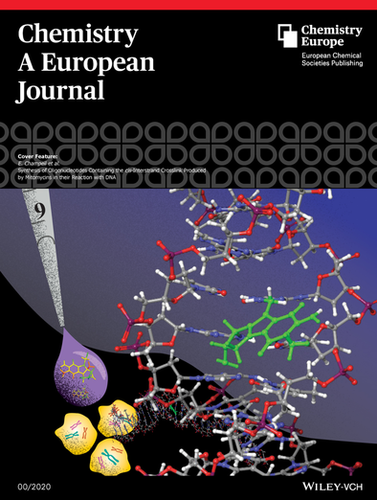 Chemistry
A European
Journal
Chemistry
Europe
European Chemical
Societies Publishing
Cover Feature:
E. Champeil et al.
Synthesis of Oligonucleotides Containing the cis-Interstrand Crosslink Produced
by Mitomycins in their Reaction with DNA
9
00/2020
WILEY-VCH